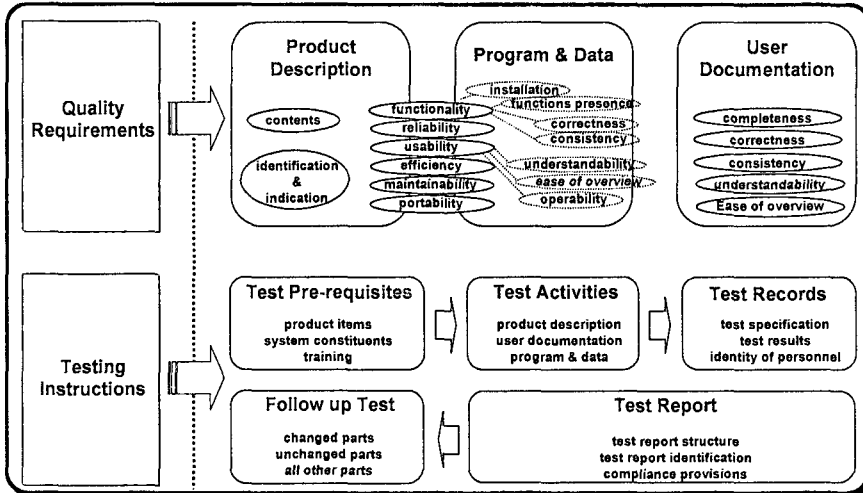 Quality
Requirements
Product
Description
contents
identification
&
indication
functionality
reliability
usability
efficiency
maintainability
portability
Program & Data
installation
functions presence
correctness
consistency
understandability
ease of overview
operability
User
Documentation
completeness
correctness
consistency
understandability
Ease of overview
Testing
Instructions
Test Pre-requisites
product items
system constituents
training
Test Activities
product description
user documentation
program & data
Test Records
test specification
test results
identity of personnel
Follow up Test
changed parts
unchanged parts
all other parts
Test Report
test report structure
test report identification
compliance provisions